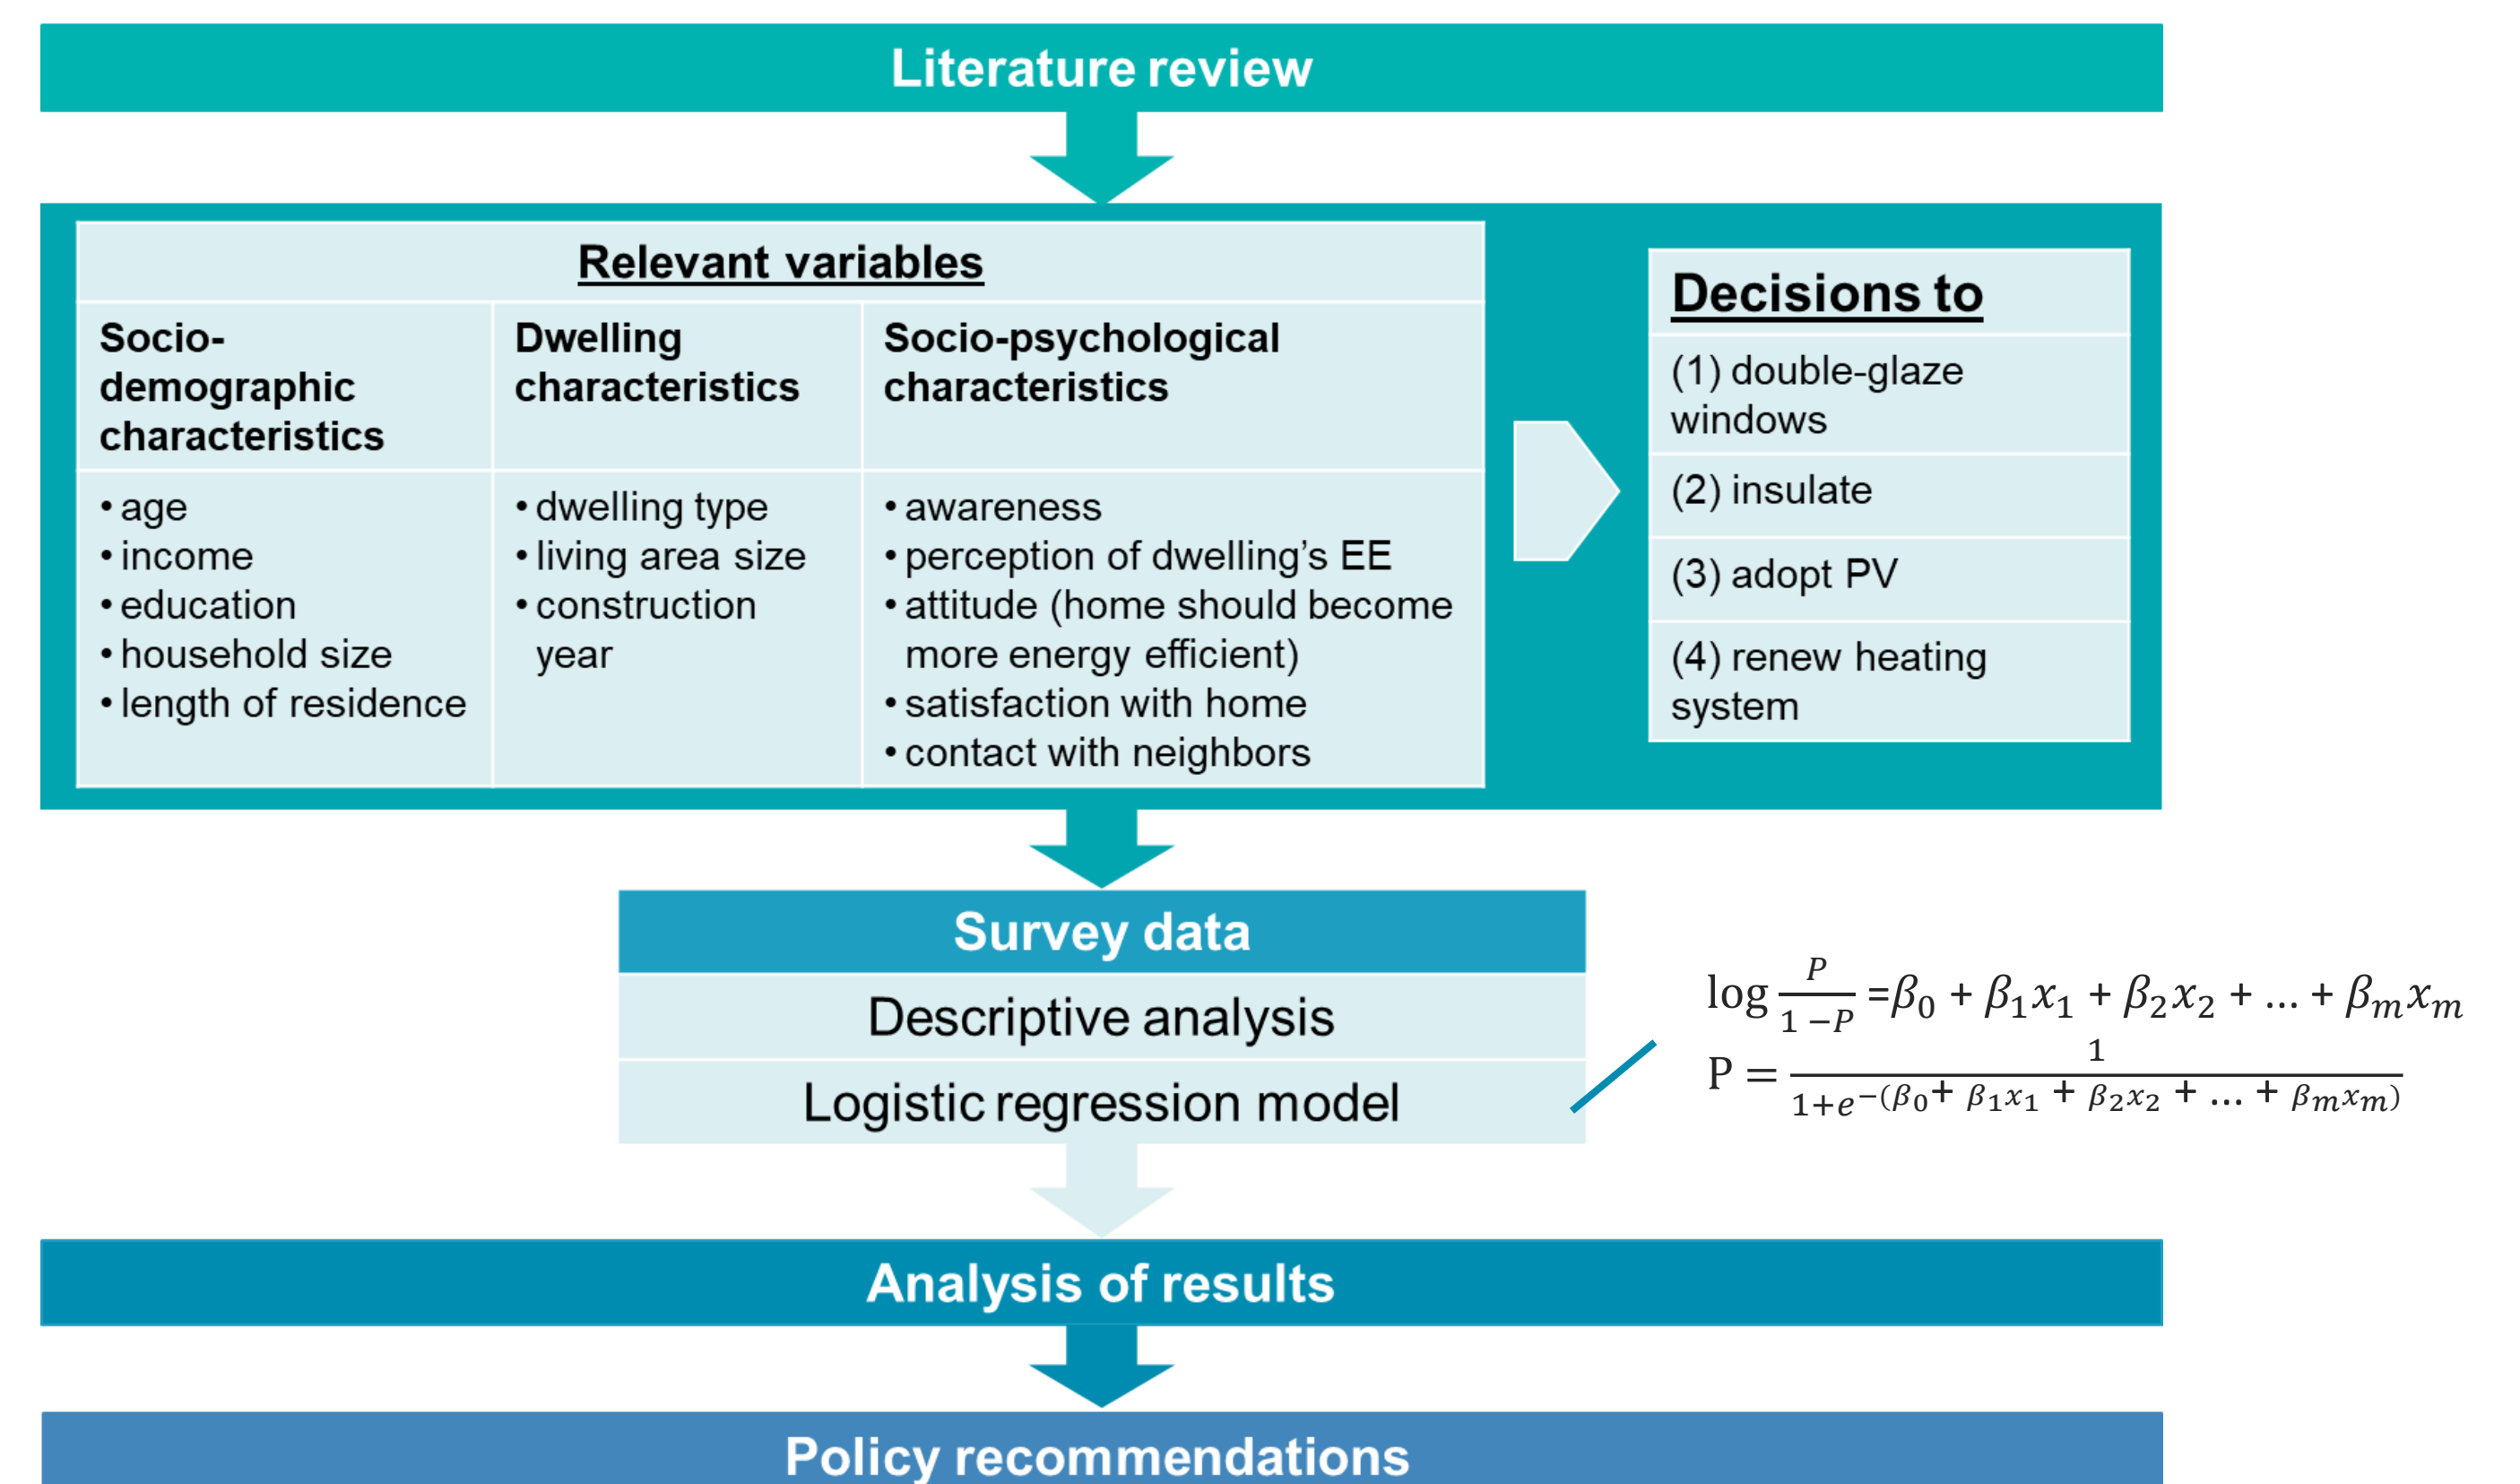 Literature review
Relevant variables
Socio-
demographic
characteristics
Dwelling
characteristics
Socio-psychological
characteristics
• age
• income
• education
• household size
• length of residence
• dwelling type
• living area size
• construction
year
• awareness
• perception of dwelling’s EE
• attitude (home should become
more energy efficient)
• satisfaction with home
• contact with neighbors
Decisions to
(1) double-glaze
windows
(2) insulate
(3) adopt PV
(4) renew heating
system
Survey data
Descriptive analysis
Logistic regression model
log P/(1 −P) =β₀ + β₁x₁ + β₂x₂ + ... + βₘxₘ
P = 1/(1+e^−(β₀+ β₁x₁ + β₂x₂ + ... + βₘxₘ))
Analysis of results
Policy recommendations